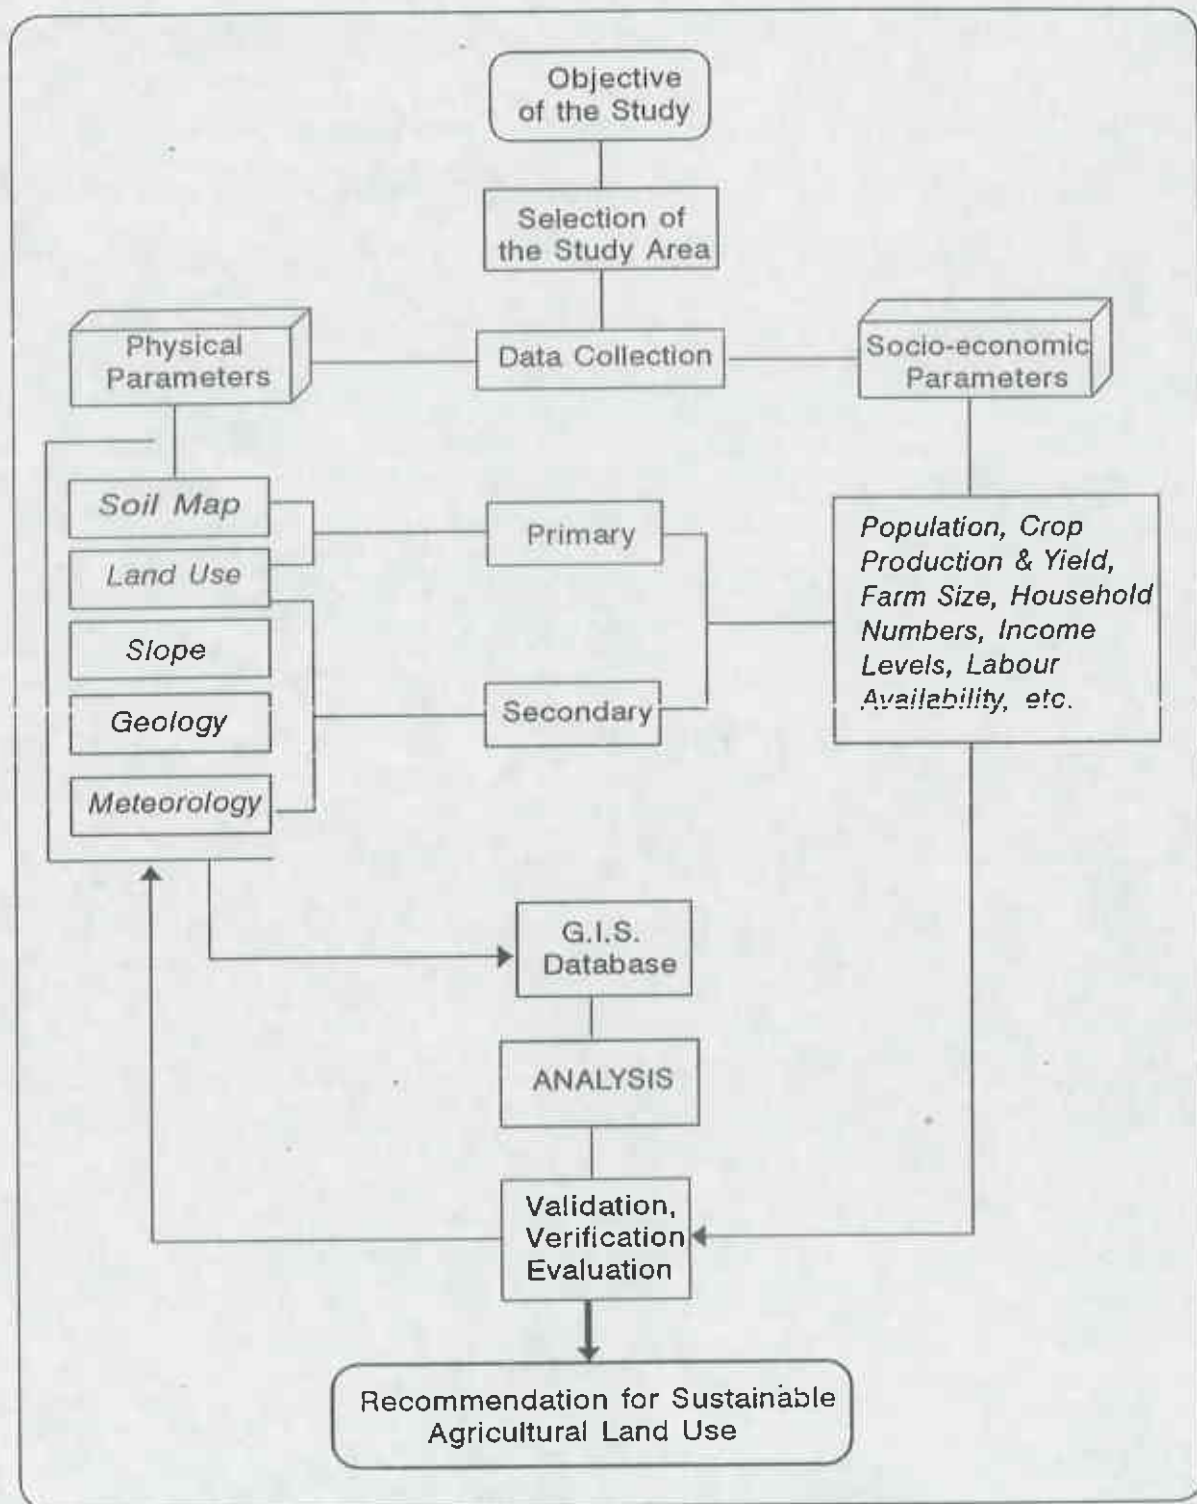 Objective
of the Study
Selection of
the Study Area
Physical
Parameters
Data Collection
Socio-economic
Parameters
Soil Map
Land Use
Slope
Geology
Meteorology
Primary
Secondary
Population, Crop
Production & Yield,
Farm Size, Household
Numbers, Income
Levels, Labour
Availability, etc.
G.I.S.
Database
ANALYSIS
Validation,
Verification
Evaluation
Recommendation for Sustainable
Agricultural Land Use